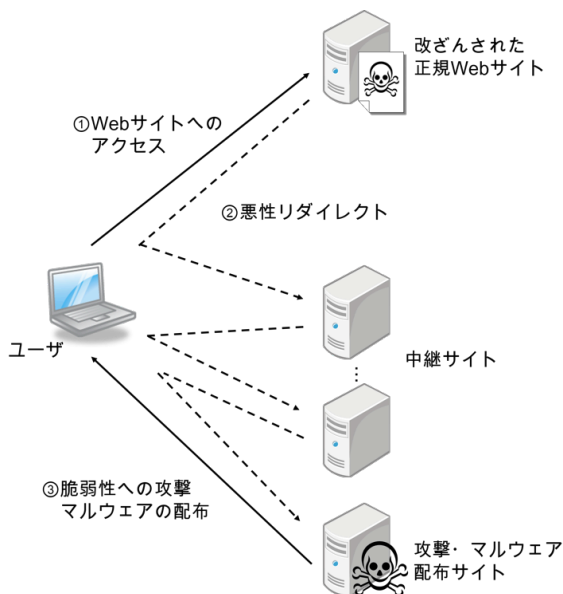 改ざんされた
正規Webサイト
①Webサイトへの
アクセス
②悪性リダイレクト
ユーザ
中継サイト
③脆弱性への攻撃
マルウェアの配布
攻撃・マルウェア
配布サイト